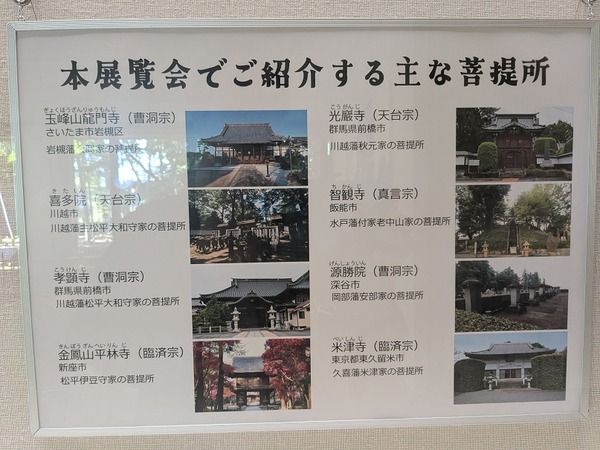 本展覧会でご紹介する主な菩提所
ぎょくほうざんりゅうもんじ
玉峰山龍門寺（曹洞宗）
さいたま市岩槻区
岩槻藩 岡家の菩提所
きたいん
喜多院（天台宗）
川越市
川越藩主松平大和守家の菩提所
こうけんじ
孝顕寺（曹洞宗）
群馬県前橋市
川越藩松平大和守家の菩提所
きんぽうざんへいりんじ
金鳳山平林寺（臨済宗）
新座市
松平伊豆守家の菩提所
こうがんじ
光巌寺（天台宗）
群馬県前橋市
川越藩秋元家の菩提所
ちかんじ
智観寺（真言宗）
飯能市
水戸藩付家老中山家の菩提所
げんしょういん
源勝院（曹洞宗）
深谷市
岡部藩安部家の菩提所
べいしんじ
米津寺（臨済宗）
東京都東久留米市
久喜藩米津家の菩提所